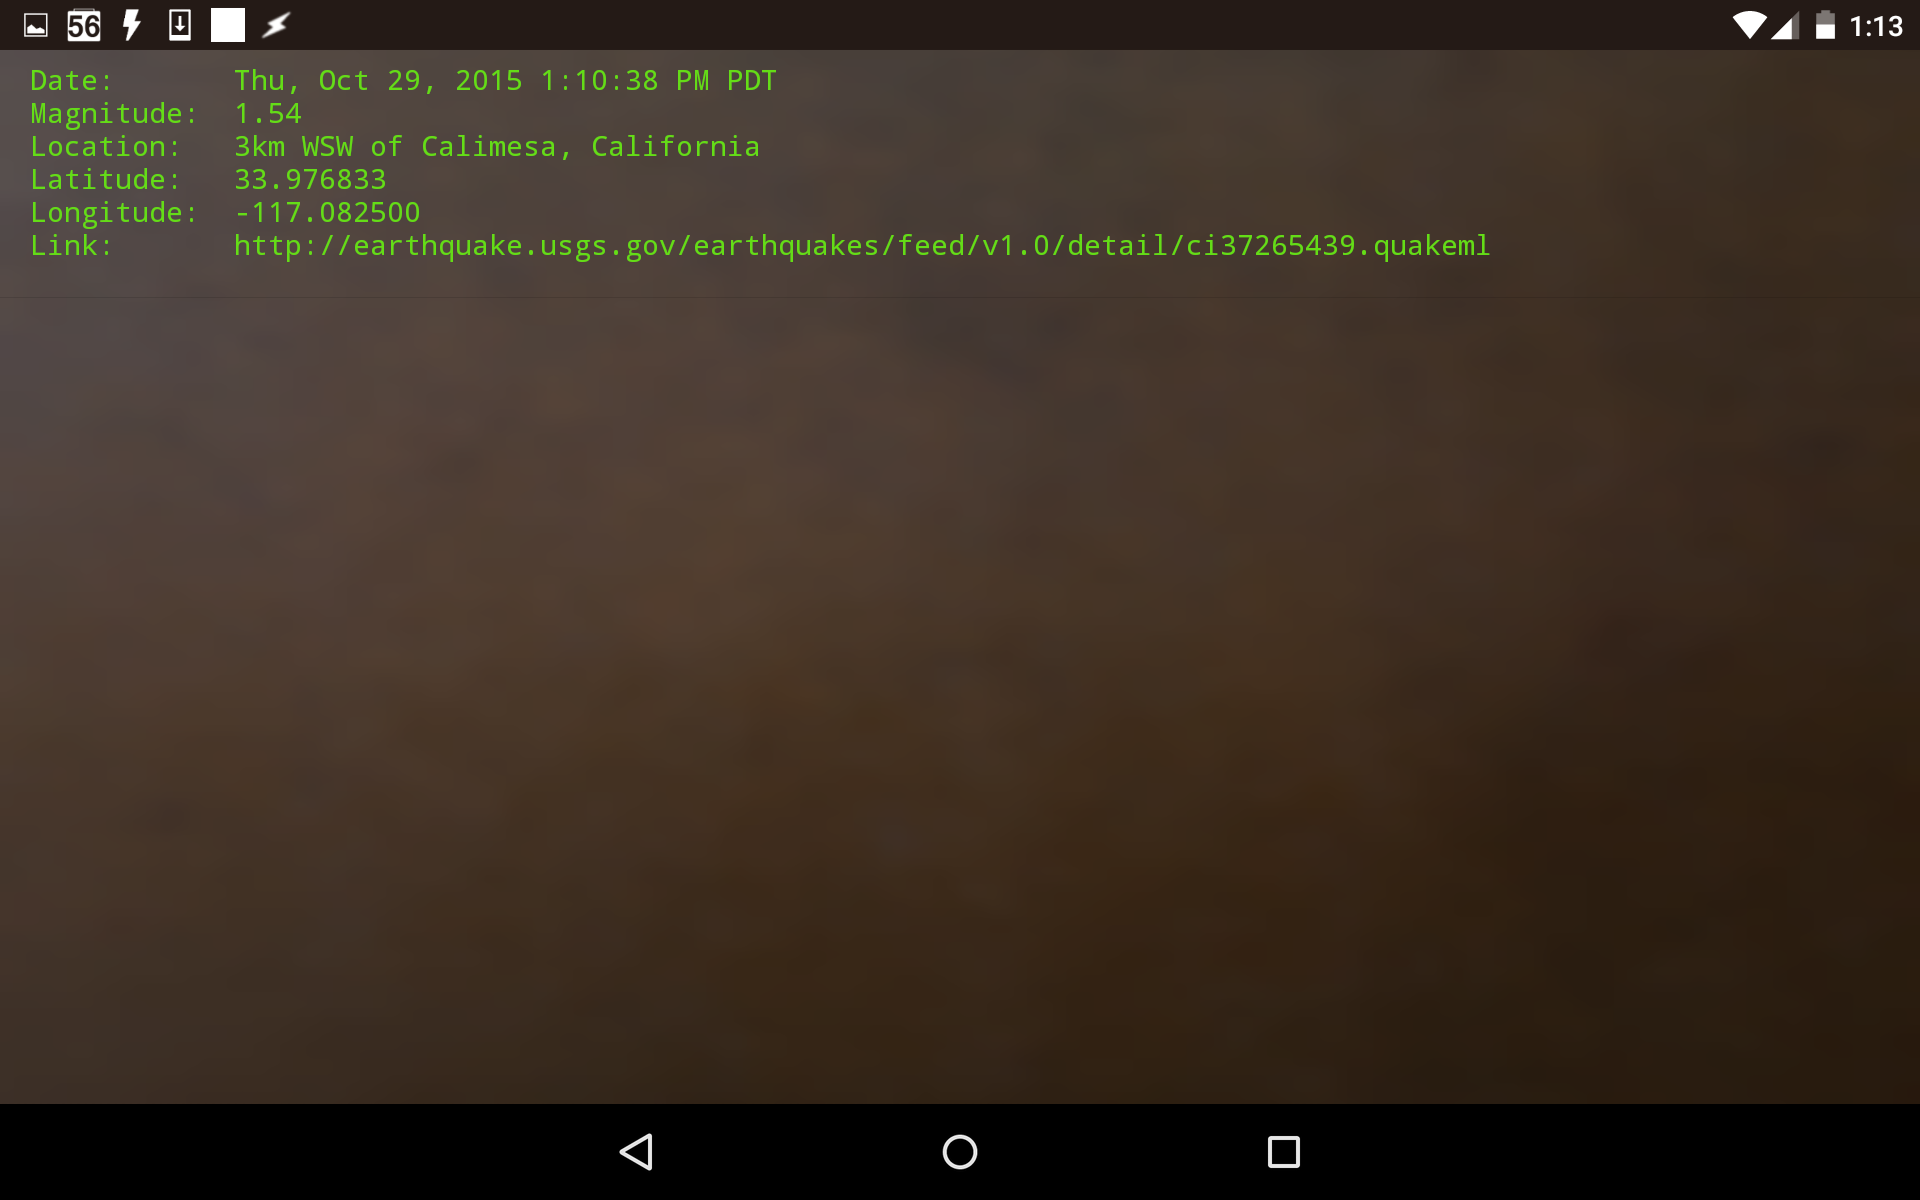 56
1:13
Date: Thu, Oct 29, 2015 1:10:38 PM PDT
Magnitude: 1.54
Location: 3km WSW of Calimesa, California
Latitude: 33.976833
Longitude: -117.082500
Link: http://earthquake.usgs.gov/earthquakes/feed/v1.0/detail/ci37265439.quakeml